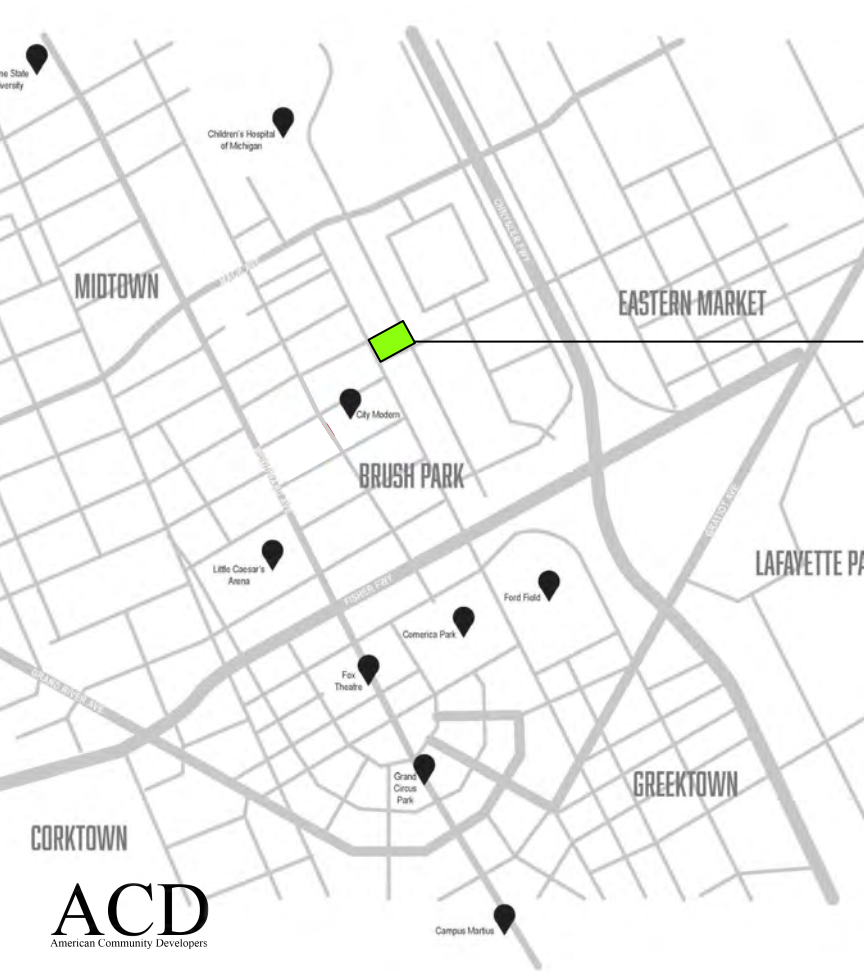 ne State
versity
Children's Hospital
of Michigan
CHRYSLER FWY
MACK AVE
MIDTOWN
EASTERN MARKET
City Modern
BRUSH PARK
WOODWARD AVE
GRATIOT AVE
Little Caesar's
Arena
LAFAYETTE PA
Ford Field
FISHER FWY
Comerica Park
Fox
Theatre
GRAND RIVER AVE
Grand
Circus
Park
GREEKTOWN
CORKTOWN
ACD
American Community Developers
Campus Martius